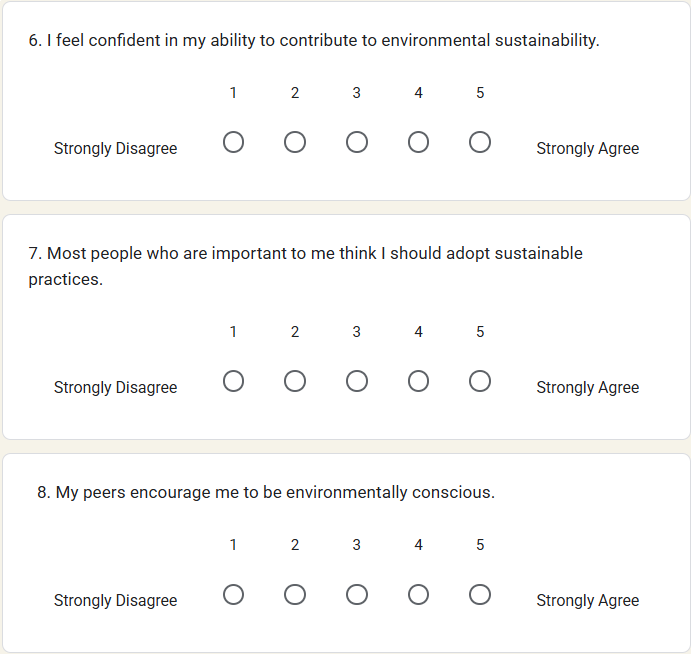 6. I feel confident in my ability to contribute to environmental sustainability.
1 2 3 4 5
Strongly Disagree Strongly Agree
7. Most people who are important to me think I should adopt sustainable
practices.
1 2 3 4 5
Strongly Disagree Strongly Agree
8. My peers encourage me to be environmentally conscious.
1 2 3 4 5
Strongly Disagree Strongly Agree